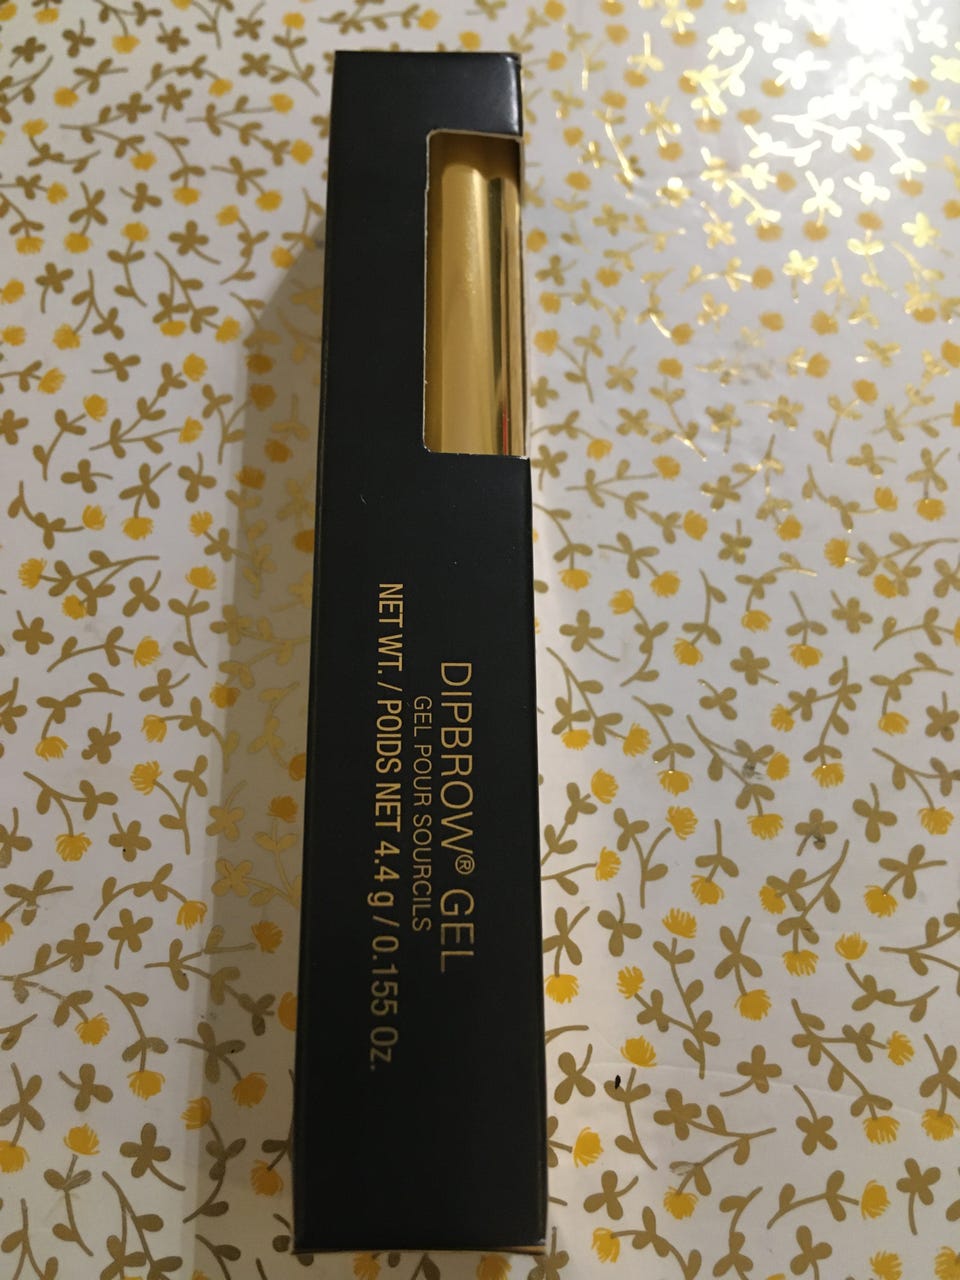 DIPBROW® GEL
GEL POUR SOURCILS
NET WT. / POIDS NET 4.4 g / 0.155 Oz.